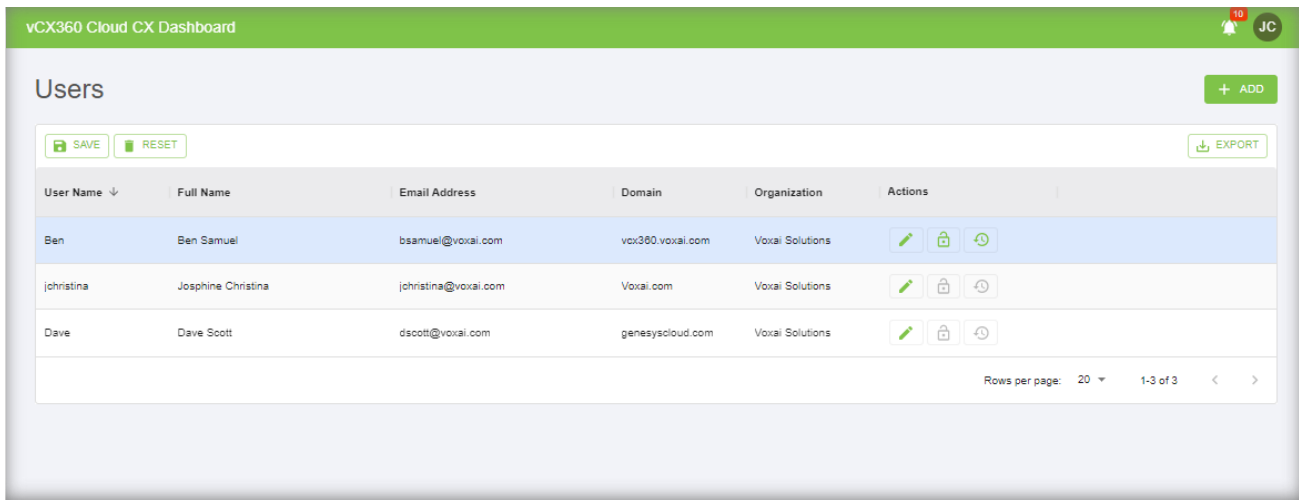 vCX360 Cloud CX Dashboard 10 JC
Users + ADD
SAVE RESET EXPORT
User Name Full Name Email Address Domain Organization Actions
Ben Ben Samuel bsamuel@voxai.com vcx360.voxai.com Voxai Solutions
jchristina Josphine Christina jchristina@voxai.com Voxai.com Voxai Solutions
Dave Dave Scott dscott@voxai.com genesyscloud.com Voxai Solutions
Rows per page: 20 1-3 of 3